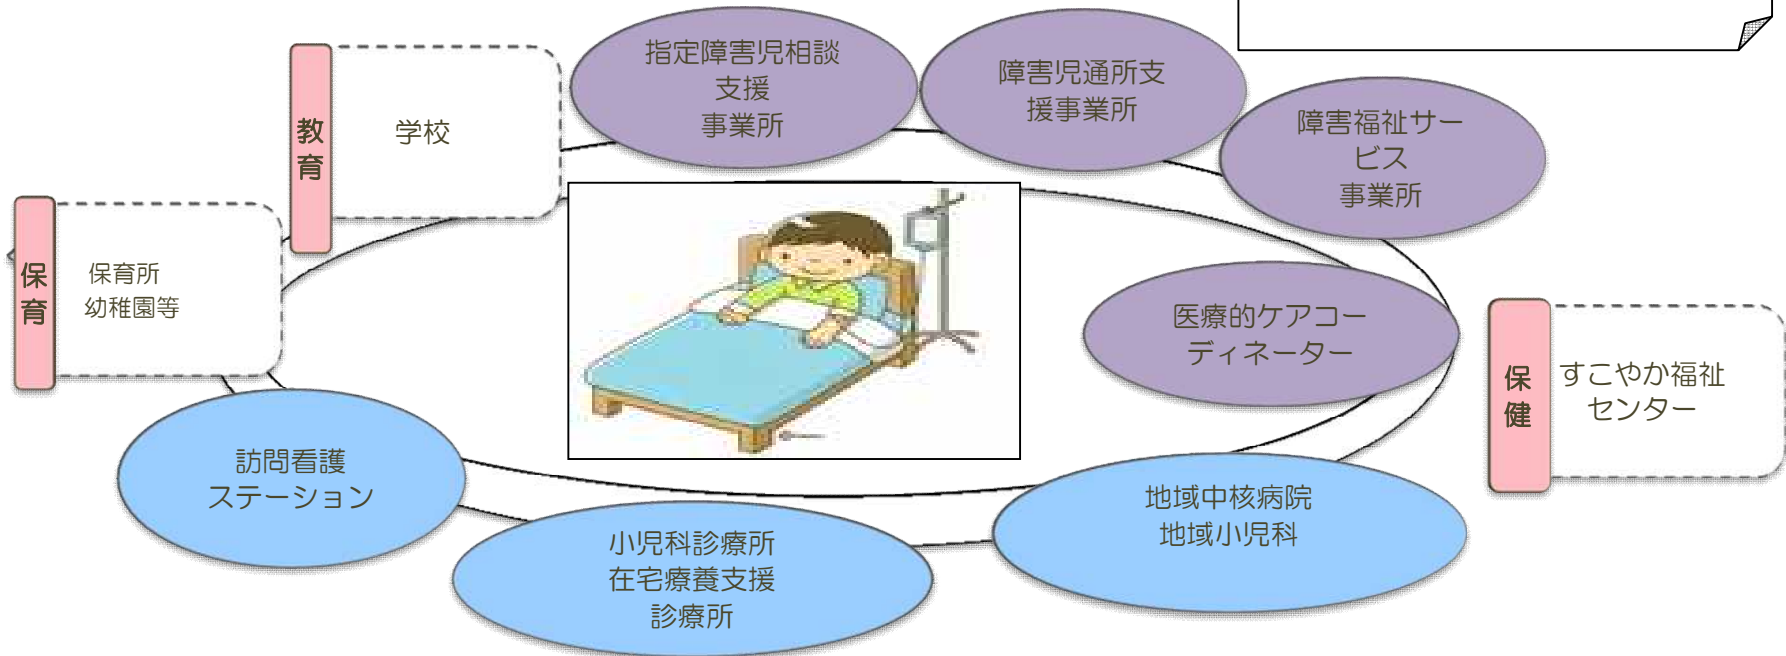 指定障害児相談
支援
事業所
障害児通所支
援事業所
障害福祉サー
ビス
事業所
教育
学校
保育
保育所
幼稚園等
医療的ケアコー
ディネーター
保健
すこやか福祉
センター
訪問看護
ステーション
小児科診療所
在宅療養支援
診療所
地域中核病院
地域小児科